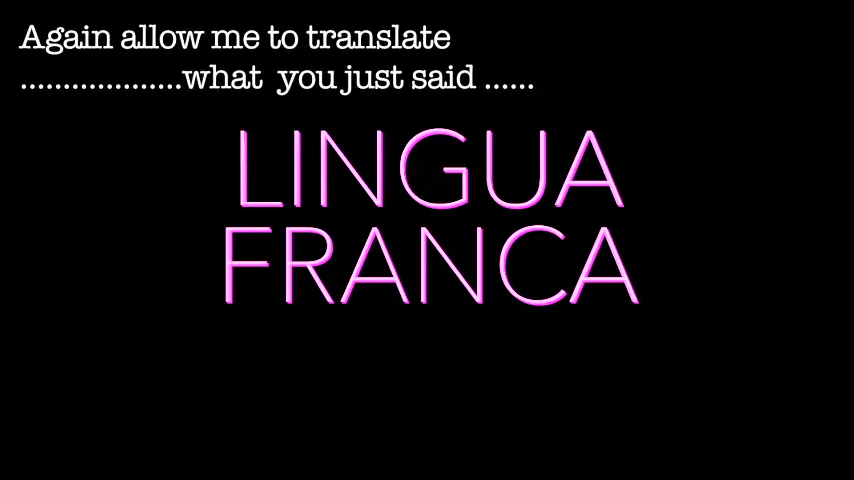 Again allow me to translate
...................what you just said ......
LINGUA
FRANCA